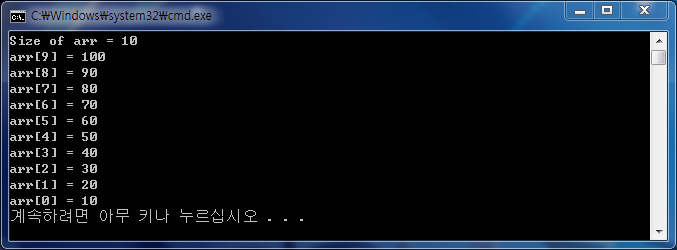 C:₩Windows₩system32₩cmd.exe
Size of arr = 10
arr[9] = 100
arr[8] = 90
arr[7] = 80
arr[6] = 70
arr[5] = 60
arr[4] = 50
arr[3] = 40
arr[2] = 30
arr[1] = 20
arr[0] = 10
계속하려면 아무 키나 누르십시오 . . .